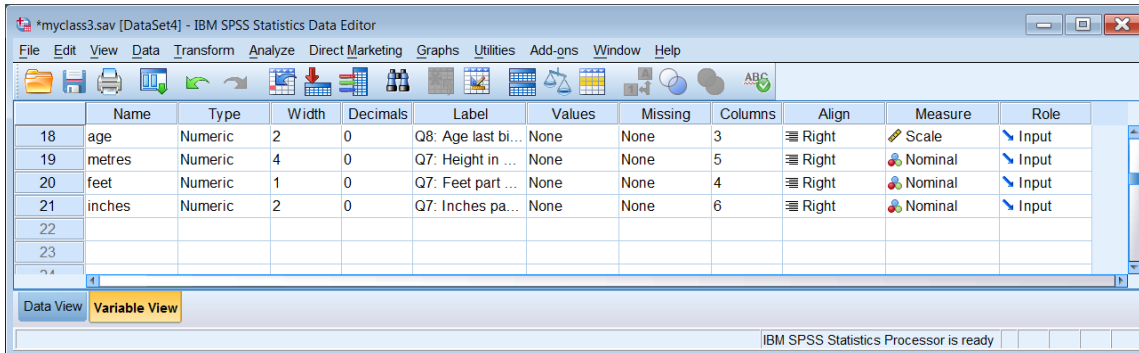 *myclass3.sav [DataSet4] - IBM SPSS Statistics Data Editor
File Edit View Data Transform Analyze Direct Marketing Graphs Utilities Add-ons Window Help
A 1 4 ABC
Name Type Width Decimals Label Values Missing Columns Align Measure Role
18 age Numeric 2 0 Q8: Age last bi... None None 3 Right Scale Input
19 metres Numeric 4 0 Q7: Height in ... None None 5 Right Nominal Input
20 feet Numeric 1 0 Q7: Feet part ... None None 4 Right Nominal Input
21 inches Numeric 2 0 Q7: Inches pa... None None 6 Right Nominal Input
22
23
24
Data View Variable View
IBM SPSS Statistics Processor is ready